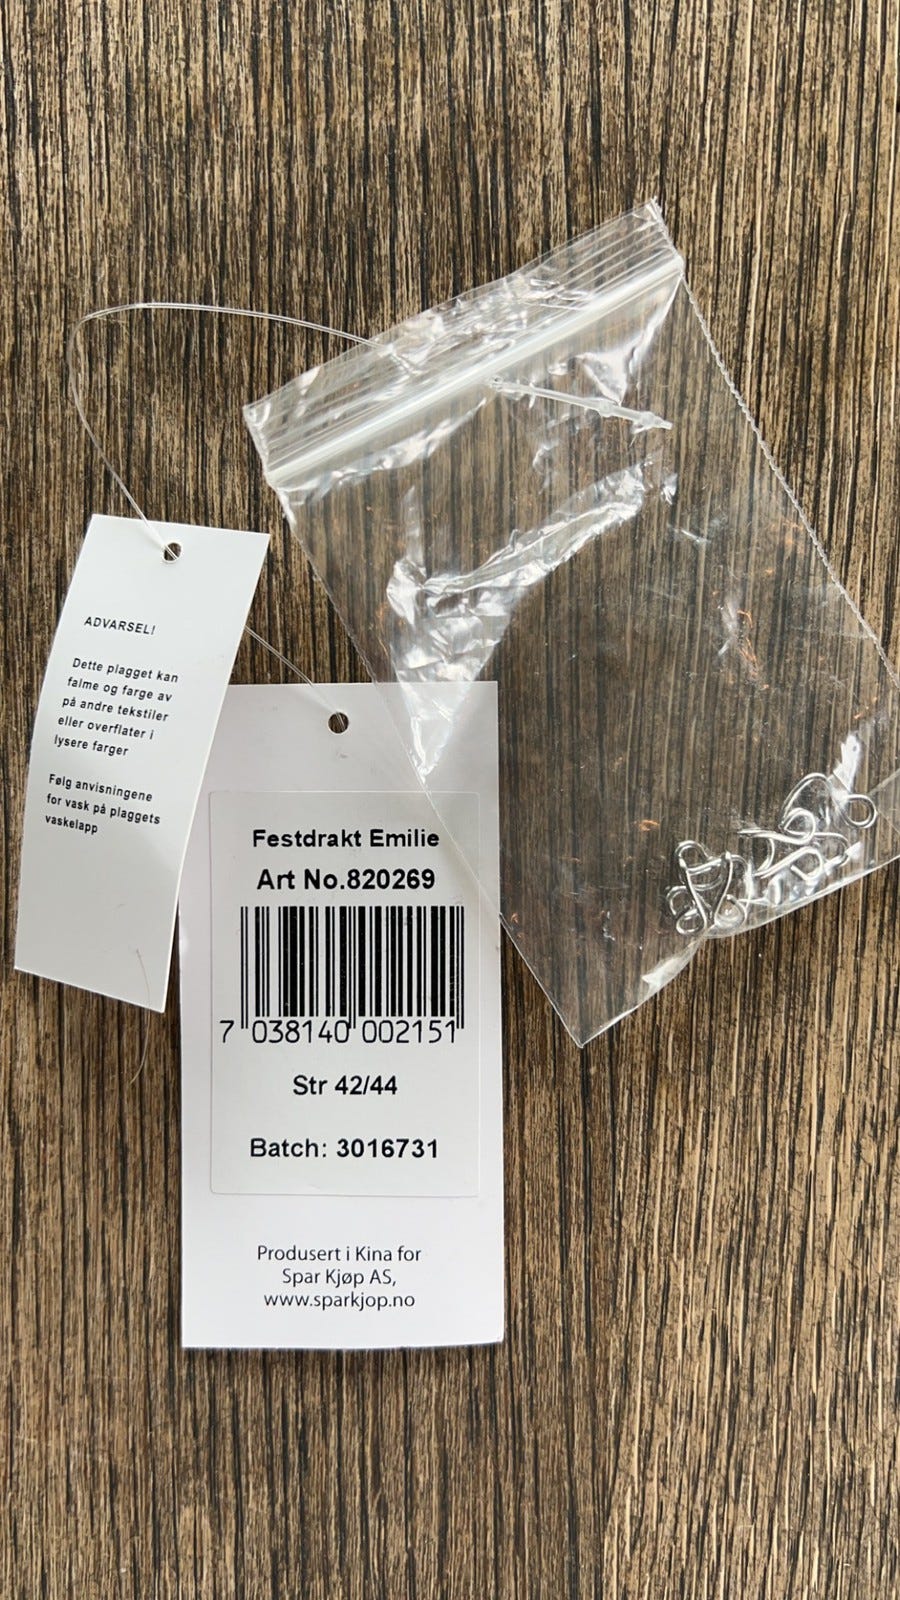 ADVARSEL!
Dette plagget kan
falme og farge av
på andre tekstiler
eller overflater i
lysere farger
Følg anvisningene
for vask på plaggets
vaskelapp
Festdrakt Emilie
Art No.820269
7 038140 002151
Str 42/44
Batch: 3016731
Produsert i Kina for
Spar Kjøp AS,
www.sparkjop.no